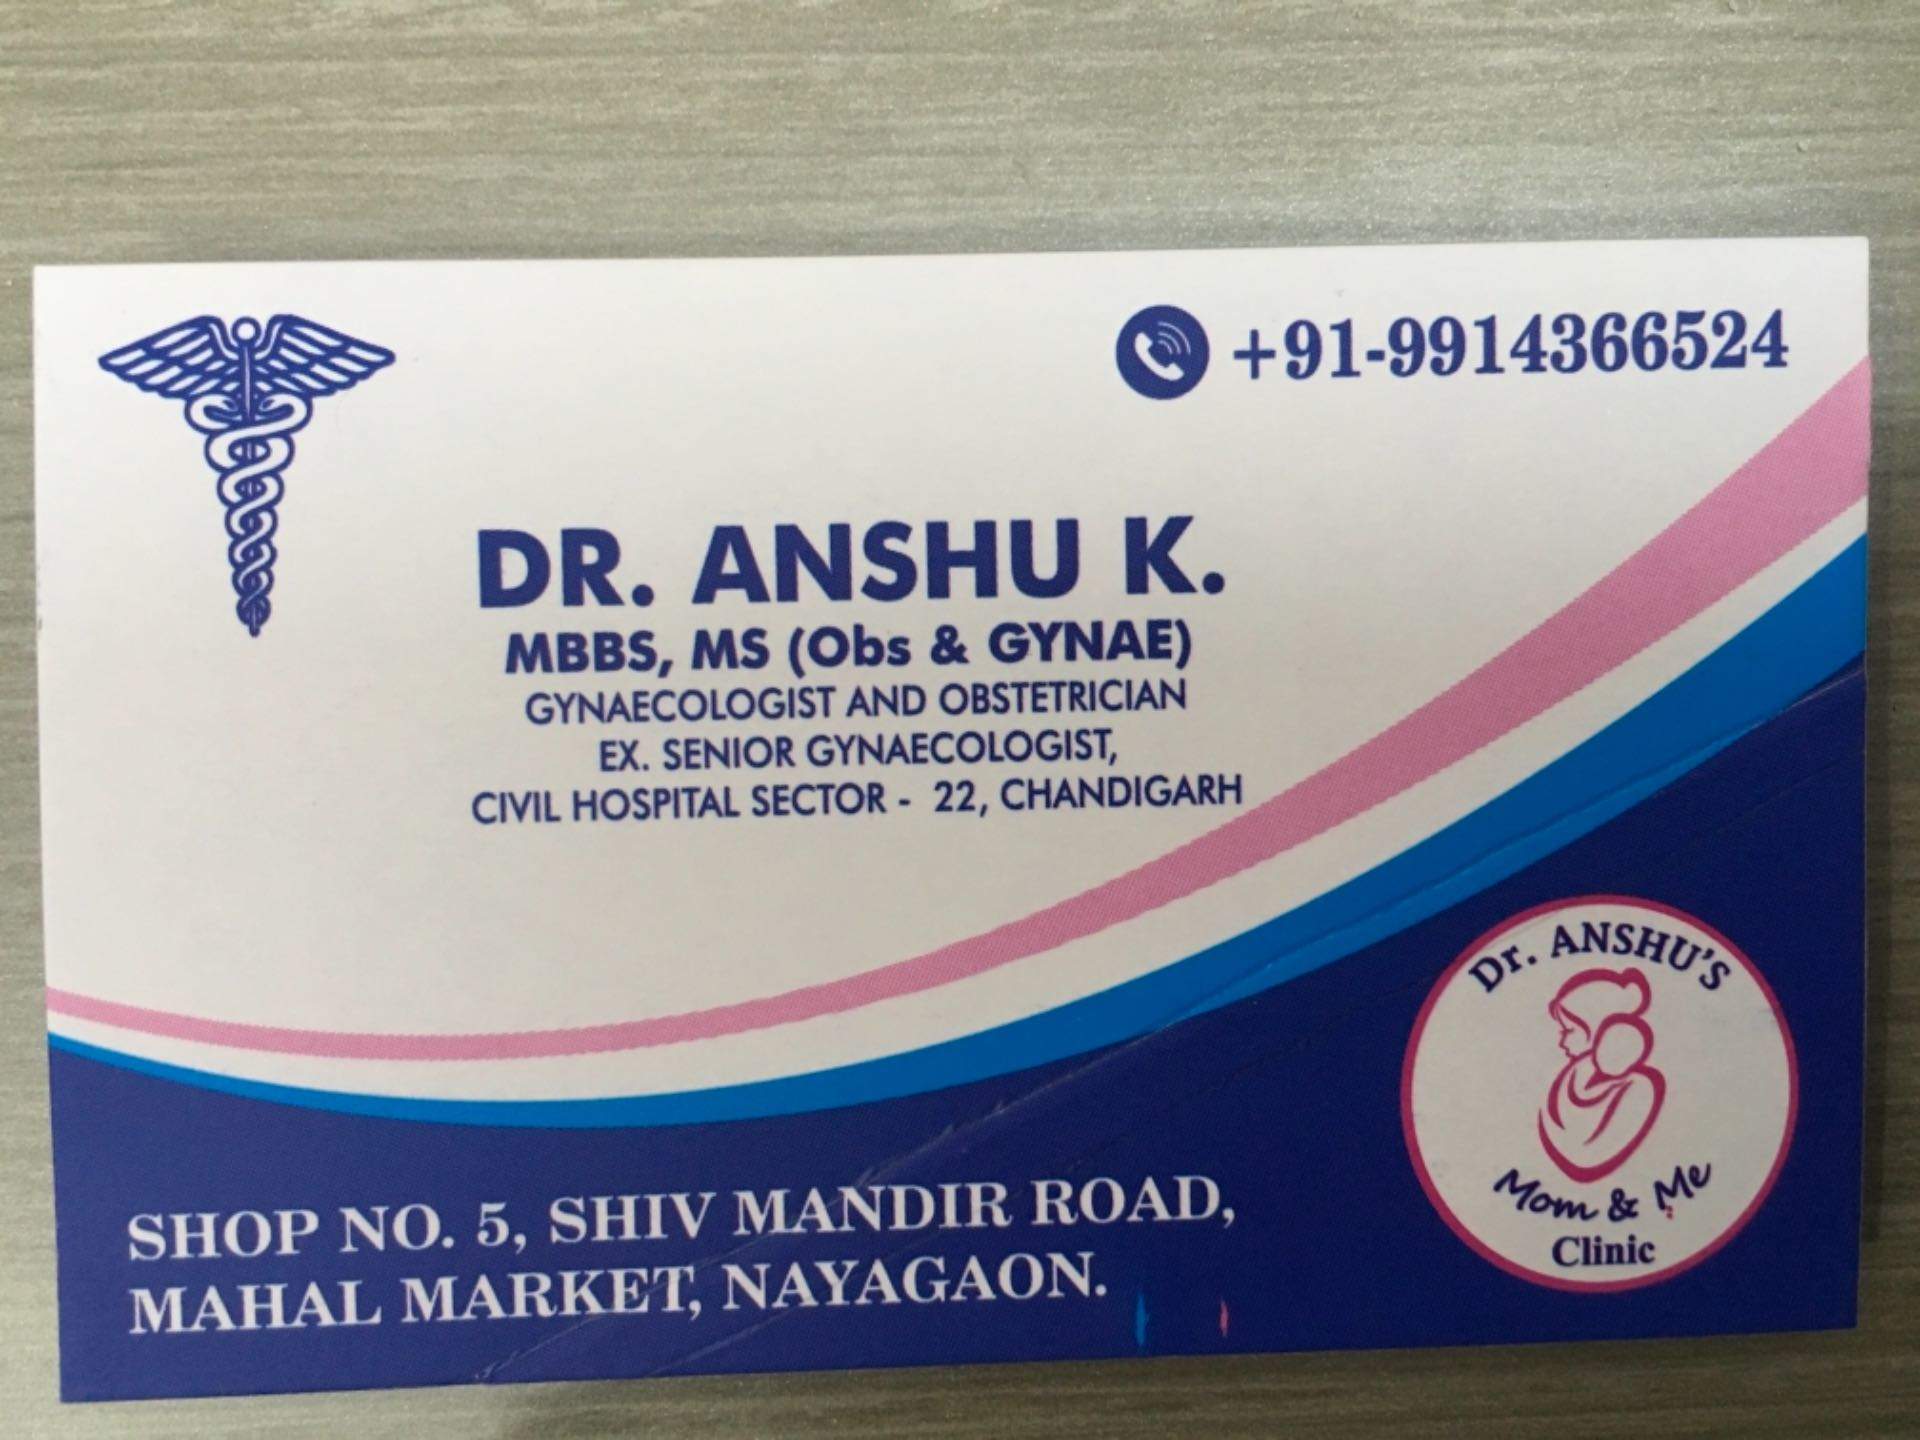 +91-9914366524
DR. ANSHU K.
MBBS, MS (Obs & GYNAE)
GYNAECOLOGIST AND OBSTETRICIAN
EX. SENIOR GYNAECOLOGIST,
CIVIL HOSPITAL SECTOR - 22, CHANDIGARH
Dr. ANSHU'S
Mom & Me
Clinic
SHOP NO. 5, SHIV MANDIR ROAD,
MAHAL MARKET, NAYAGAON.